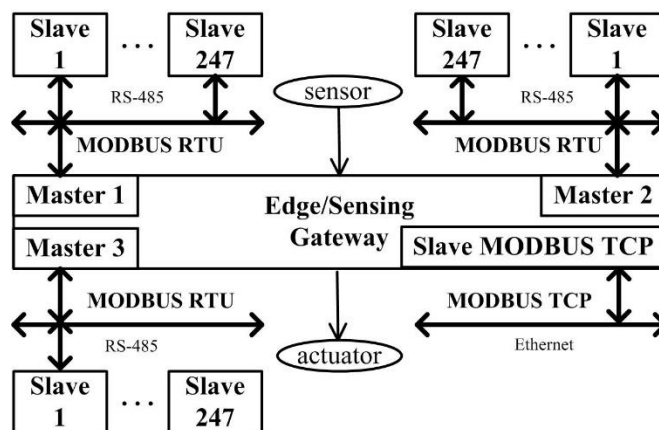 Slave 1 ... Slave 247
Slave 247 ... Slave 1
RS-485
sensor
RS-485
MODBUS RTU
MODBUS RTU
Master 1
Edge/Sensing
Gateway
Master 2
Master 3
Slave MODBUS TCP
MODBUS RTU
MODBUS TCP
RS-485
actuator
Ethernet
Slave 1 ... Slave 247